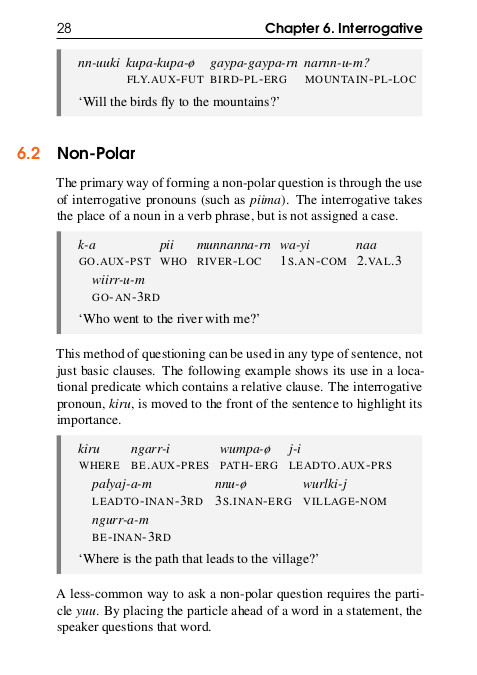 28 Chapter 6. Interrogative
nn-uuki kupa-kupa-ø gaypa-gaypa-rn narnn-u-m?
FLY.AUX-FUT BIRD-PL-ERG MOUNTAIN-PL-LOC
‘Will the birds fly to the mountains?’
6.2 Non-Polar
The primary way of forming a non-polar question is through the use
of interrogative pronouns (such as piima). The interrogative takes
the place of a noun in a verb phrase, but is not assigned a case.
k-a pii munnanna-rn wa-yi naa
GO.AUX-PST WHO RIVER-LOC 1S.AN-COM 2.VAL.3
wiirr-u-m
GO-AN-3RD
‘Who went to the river with me?’
This method of questioning can be used in any type of sentence, not
just basic clauses. The following example shows its use in a loca-
tional predicate which contains a relative clause. The interrogative
pronoun, kiru, is moved to the front of the sentence to highlight its
importance.
kiru ngarr-i wumpa-ø j-i
WHERE BE.AUX-PRES PATH-ERG LEADTO.AUX-PRS
palyaj-a-m nnu-ø wurlki-j
LEADTO-INAN-3RD 3S.INAN-ERG VILLAGE-NOM
ngurr-a-m
BE-INAN-3RD
‘Where is the path that leads to the village?’
A less-common way to ask a non-polar question requires the parti-
cle yuu. By placing the particle ahead of a word in a statement, the
speaker questions that word.